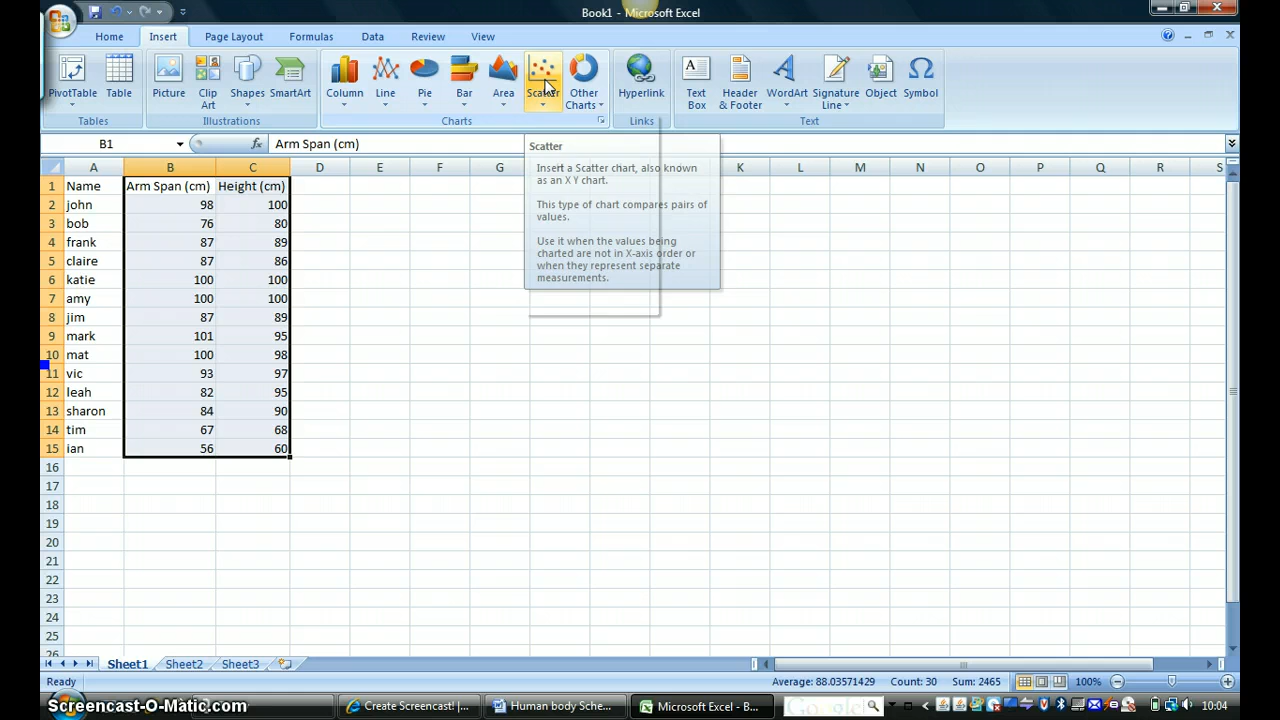 Book1 - Microsoft Excel
Home Insert Page Layout Formulas Data Review View
PivotTable Table Picture Clip Art Shapes SmartArt Column Line Pie Bar Area Scatter Other Charts Hyperlink Text Box Header & Footer WordArt Signature Line Object Symbol
Tables Illustrations Charts Links Text
B1 fx Arm Span (cm)
Scatter
Insert a Scatter chart, also known
as an X Y chart.
This type of chart compares pairs of
values.
Use it when the values being
charted are not in X-axis order or
when they represent separate
measurements.
A B C D E F G K L M N O P Q R S
1 Name Arm Span (cm) Height (cm)
2 john 98 100
3 bob 76 80
4 frank 87 89
5 claire 87 86
6 katie 100 100
7 amy 100 100
8 jim 87 89
9 mark 101 95
10 mat 100 98
11 vic 93 97
12 leah 82 95
13 sharon 84 90
14 tim 67 68
15 ian 56 60
16
17
18
19
20
21
22
23
24
25
26
Sheet1 Sheet2 Sheet3
Ready Average: 88.03571429 Count: 30 Sum: 2465 100%
Screencast-O-Matic.com Create Screencast! |... Human body Sche... Microsoft Excel - B... Google 10:04